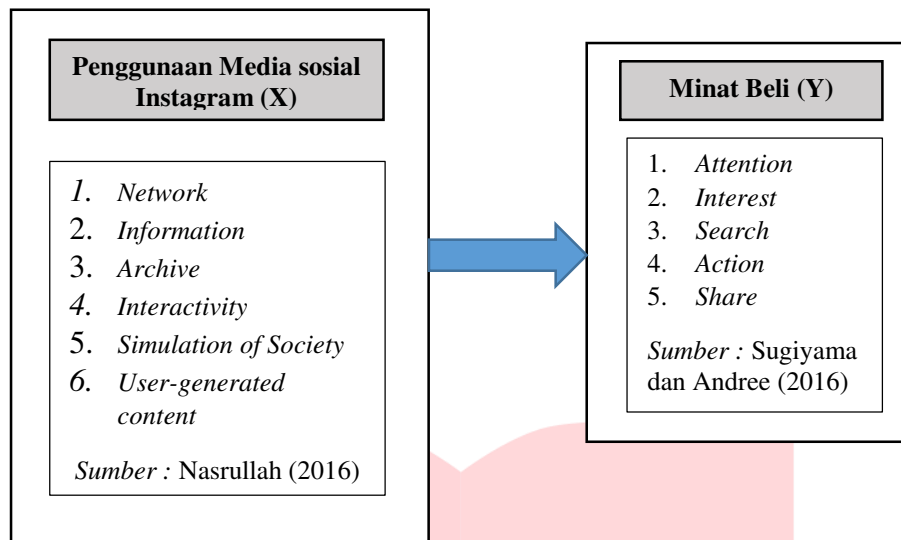 Penggunaan Media sosial
Instagram (X)
1. Network
2. Information
3. Archive
4. Interactivity
5. Simulation of Society
6. User-generated
content
Sumber : Nasrullah (2016)
Minat Beli (Y)
1. Attention
2. Interest
3. Search
4. Action
5. Share
Sumber : Sugiyama
dan Andree (2016)